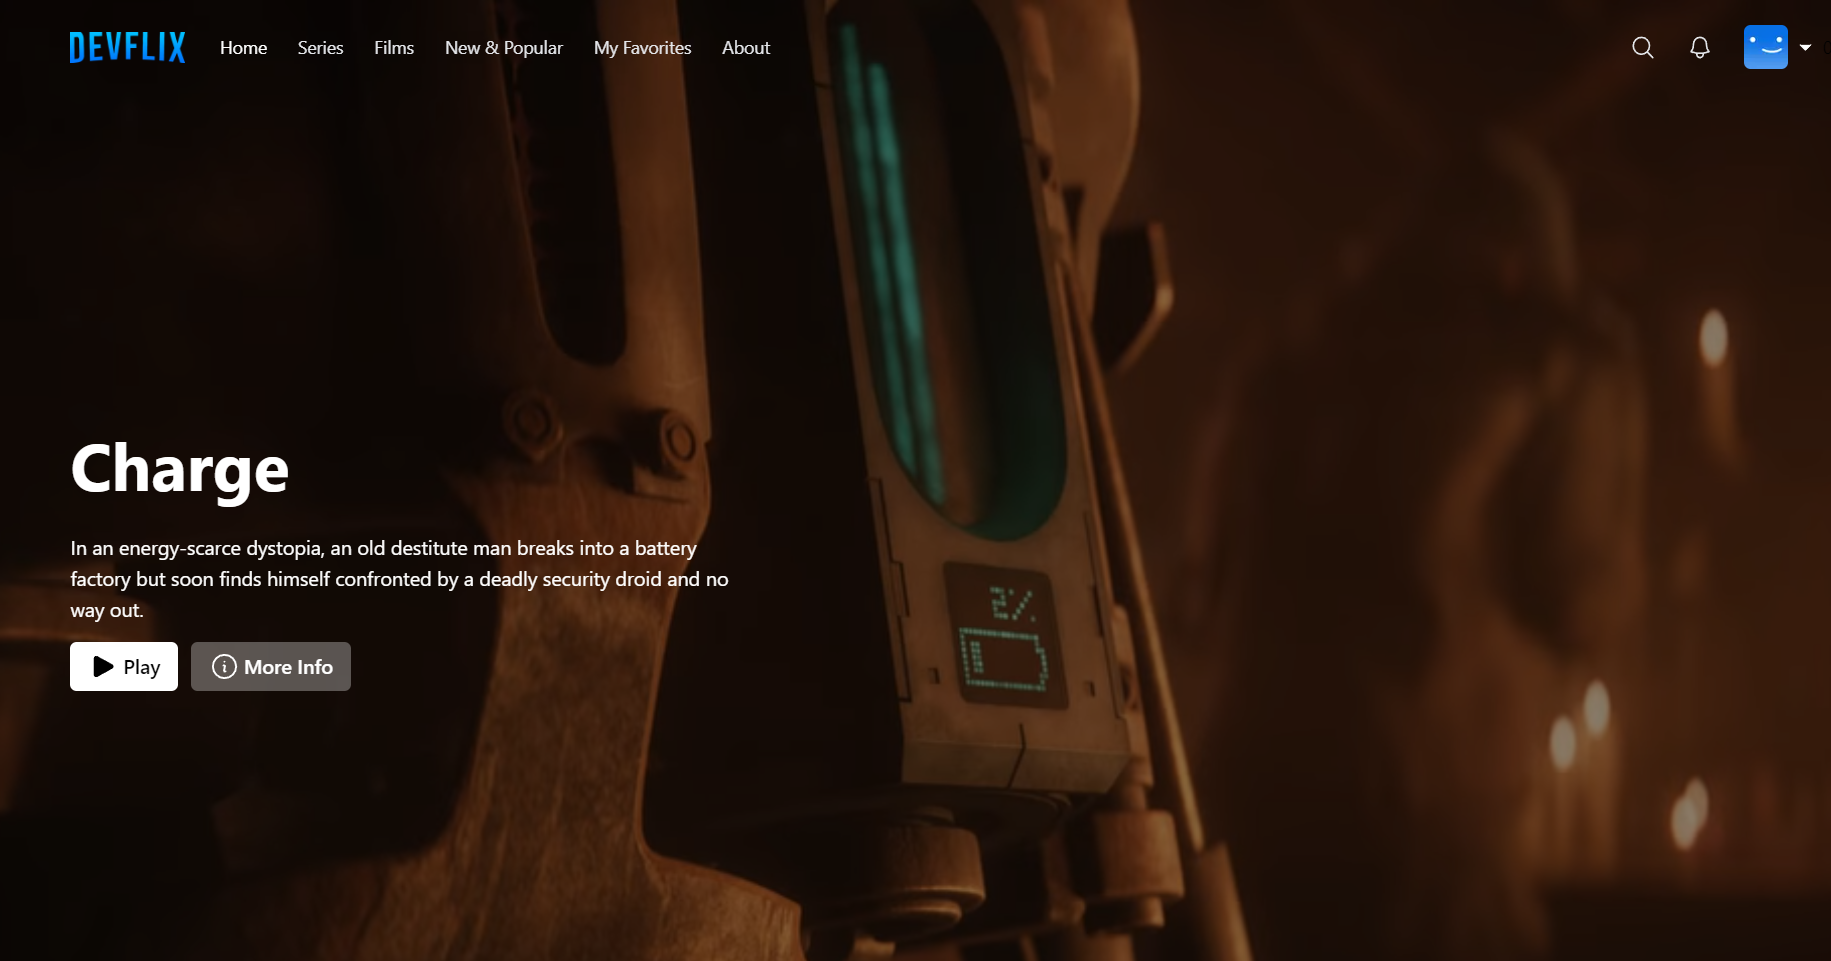 DEVFLIX Home Series Films New & Popular My Favorites About
Charge
In an energy-scarce dystopia, an old destitute man breaks into a battery
factory but soon finds himself confronted by a deadly security droid and no
way out.
Play More Info
2%